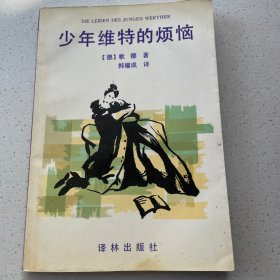 DIE LEIDEN DES JUNGEN WERTHER
少年维特的烦恼
【德】歌 德 著
韩耀成 译
译林出版社